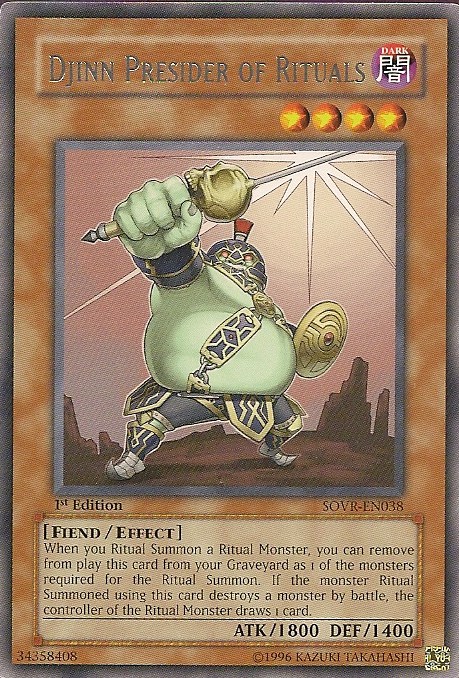 Djinn Presider of Rituals
DARK
闇
1st Edition
SOVR-EN038
[Fiend / Effect]
When you Ritual Summon a Ritual Monster, you can remove
from play this card from your Graveyard as 1 of the monsters
required for the Ritual Summon. If the monster Ritual
Summoned using this card destroys a monster by battle, the
controller of the Ritual Monster draws 1 card.
ATK/1800 DEF/1400
34358408
©1996 KAZUKI TAKAHASHI